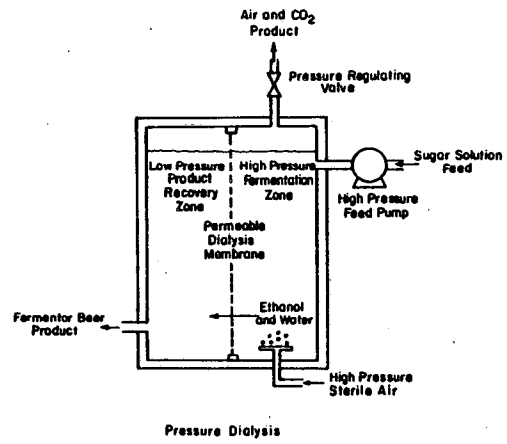 Air and CO2
Product
Pressure Regulating
Valve
Low Pressure
Product
Recovery
Zone
High Pressure
Fermentation
Zone
Sugar Solution
Feed
High Pressure
Feed Pump
Permeable
Dialysis
Membrane
Ethanol
and Water
Fermentor Beer
Product
High Pressure
Sterile Air
Pressure Dialysis